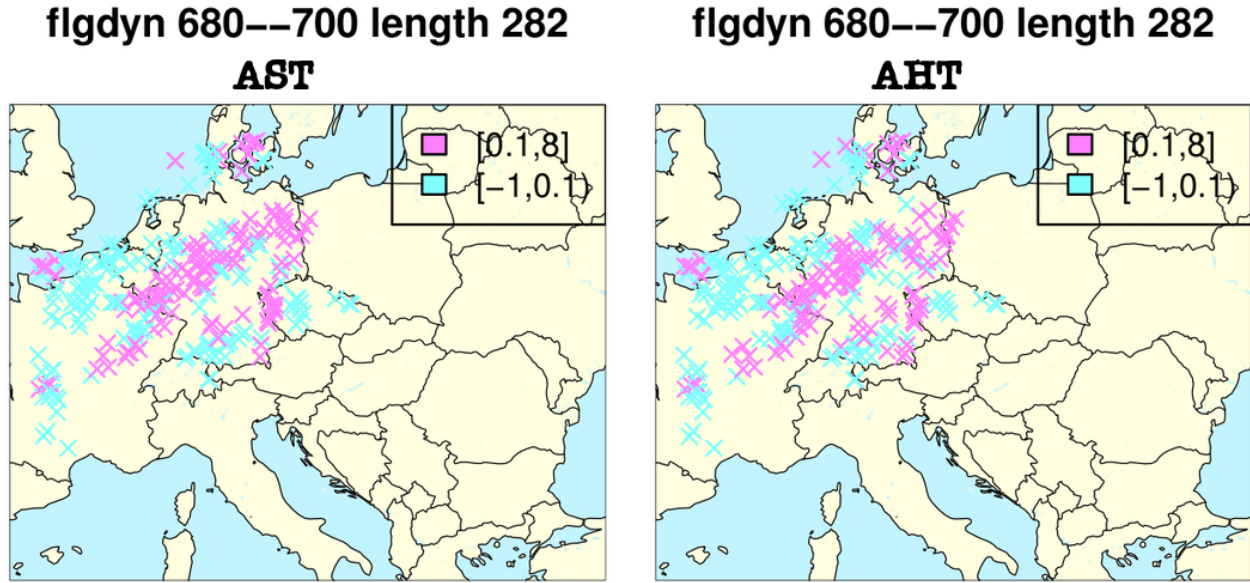 flgdyn 680−−700 length 282
AST
[0.1,8]
[−1,0.1)
flgdyn 680−−700 length 282
AHT
[0.1,8]
[−1,0.1)